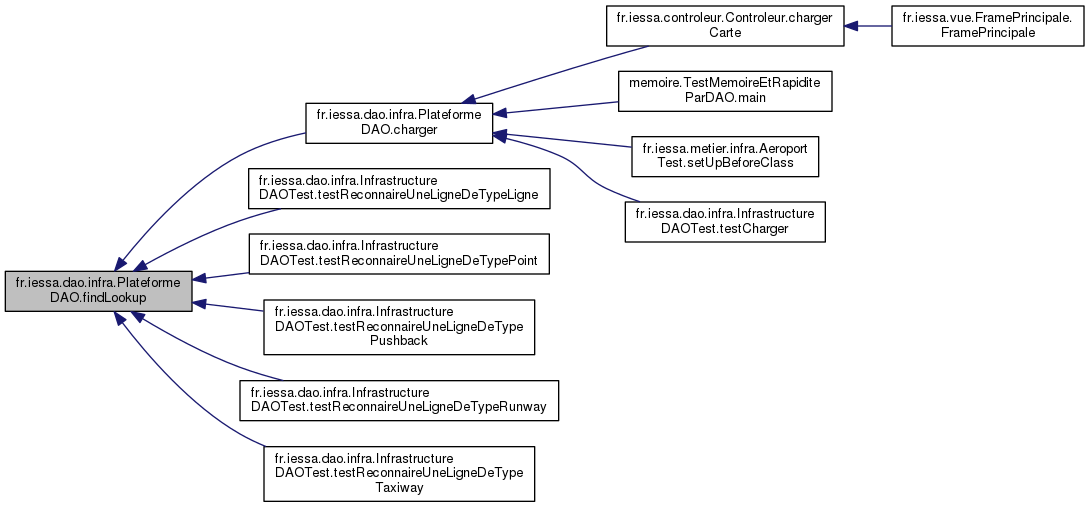 fr.iessa.controleur.Controleur.charger
Carte
fr.iessa.vue.FramePrincipale.
FramePrincipale
memoire.TestMemoireEtRapidite
ParDAO.main
fr.iessa.dao.infra.Plateforme
DAO.charger
fr.iessa.metier.infra.Aeroport
Test.setUpBeforeClass
fr.iessa.dao.infra.Infrastructure
DAOTest.testReconnaireUneLigneDeTypeLigne
fr.iessa.dao.infra.Infrastructure
DAOTest.testCharger
fr.iessa.dao.infra.Infrastructure
DAOTest.testReconnaireUneLigneDeTypePoint
fr.iessa.dao.infra.Plateforme
DAO.findLookup
fr.iessa.dao.infra.Infrastructure
DAOTest.testReconnaireUneLigneDeType
Pushback
fr.iessa.dao.infra.Infrastructure
DAOTest.testReconnaireUneLigneDeTypeRunway
fr.iessa.dao.infra.Infrastructure
DAOTest.testReconnaireUneLigneDeType
Taxiway